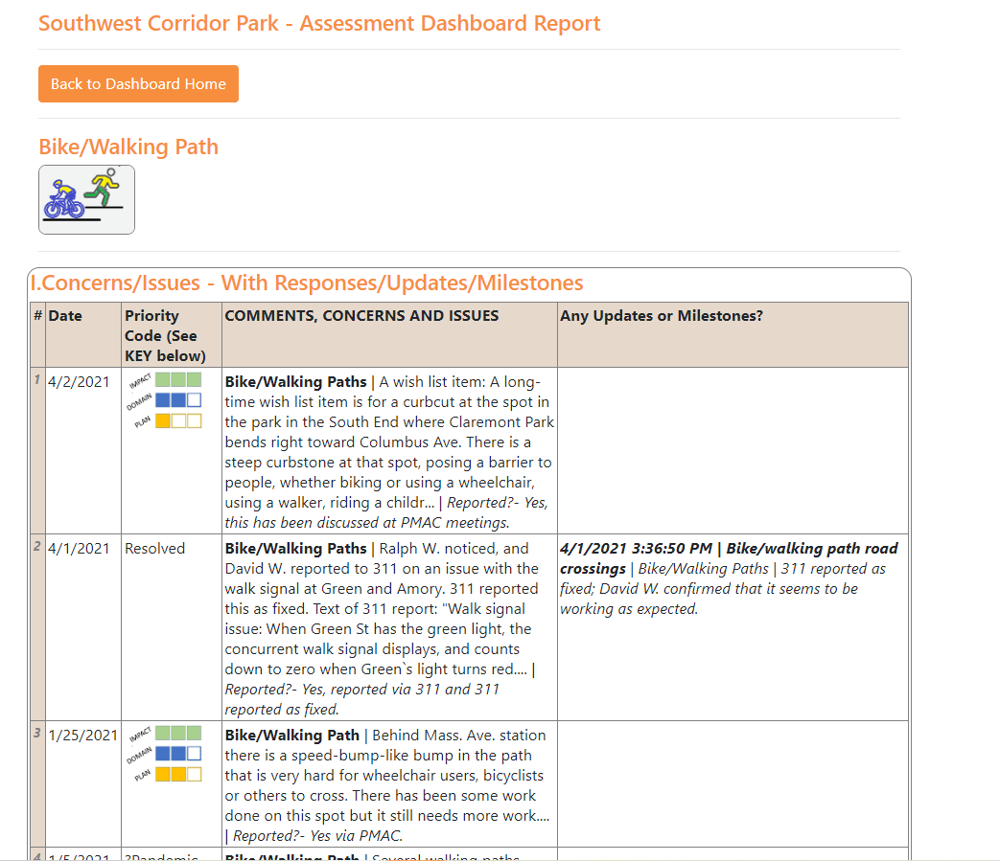 Southwest Corridor Park - Assessment Dashboard Report
Back to Dashboard Home
Bike/Walking Path
I.Concerns/Issues - With Responses/Updates/Milestones
# Date Priority Code (See KEY below) COMMENTS, CONCERNS AND ISSUES Any Updates or Milestones?
1 4/2/2021
IMPACT
DOMAIN
PLAN
Bike/Walking Paths | A wish list item: A long-
time wish list item is for a curbcut at the spot in
the park in the South End where Claremont Park
bends right toward Columbus Ave. There is a
steep curbstone at that spot, posing a barrier to
people, whether biking or using a wheelchair,
using a walker, riding a childr... | Reported?- Yes,
this has been discussed at PMAC meetings.
2 4/1/2021 Resolved
Bike/Walking Paths | Ralph W. noticed, and
David W. reported to 311 on an issue with the
walk signal at Green and Amory. 311 reported
this as fixed. Text of 311 report: "Walk signal
issue: When Green St has the green light, the
concurrent walk signal displays, and counts
down to zero when Green`s light turns red.... |
Reported?- Yes, reported via 311 and 311
reported as fixed.
4/1/2021 3:36:50 PM | Bike/walking path road
crossings | Bike/Walking Paths | 311 reported as
fixed; David W. confirmed that it seems to be
working as expected.
3 1/25/2021
IMPACT
DOMAIN
PLAN
Bike/Walking Path | Behind Mass. Ave. station
there is a speed-bump-like bump in the path
that is very hard for wheelchair users, bicyclists
or others to cross. There has been some work
done on this spot but it still needs more work....
| Reported?- Yes via PMAC.
4 1/5/2021 ?Pandemic Bike/Walking Path | Several walking paths